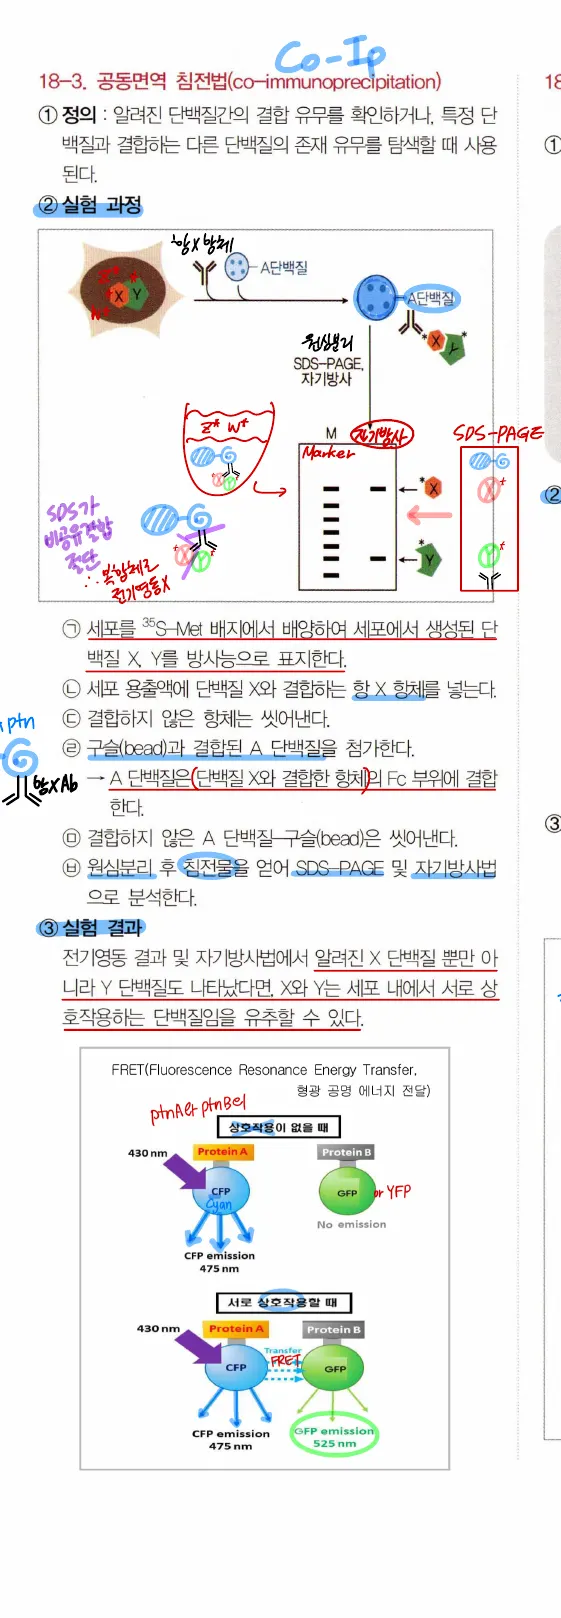 Co-Ip
18-3. 공동면역 침전법(co-immunoprecipitation)
① 정의 : 알려진 단백질간의 결합 유무를 확인하거나, 특정 단
백질과 결합하는 다른 단백질의 존재 유무를 탐색할 때 사용
된다.
② 실험 과정
항X항체
A단백질
X Y
A단백질
*X Y*
원심분리
SDS-PAGE,
자기방사
M 자기방사
Marker
SDS-PAGE
Z* W*
*X
*Y
X*
Y*
SDS가
비공유결합
절단
∴ 복합체로
전기영동X
㉠ 세포를 35S-Met 배지에서 배양하여 세포에서 생성된 단
백질 X, Y를 방사능으로 표지한다.
㉡ 세포 용출액에 단백질 X와 결합하는 항 X 항체를 넣는다.
㉢ 결합하지 않은 항체는 씻어낸다.
㉣ 구슬(bead)과 결합된 A 단백질을 첨가한다.
→ A 단백질은(단백질 X와 결합한 항체)의 Fc 부위에 결합
한다.
ptn
항XAb
㉤ 결합하지 않은 A 단백질-구슬(bead)은 씻어낸다.
㉥ 원심분리 후 침전물을 얻어 SDS-PAGE 및 자기방사법
으로 분석한다.
③ 실험 결과
전기영동 결과 및 자기방사법에서 알려진 X 단백질 뿐만 아
니라 Y 단백질도 나타났다면, X와 Y는 세포 내에서 서로 상
호작용하는 단백질임을 유추할 수 있다.
FRET(Fluorescence Resonance Energy Transfer,
형광 공명 에너지 전달)
ptnA와 ptnB의
상호작용이 없을 때
430 nm
Protein A
Protein B
CFP
Cyan
GFP
or YFP
No emission
CFP emission
475 nm
서로 상호작용할 때
430 nm
Protein A
Protein B
Transfer
FRET
CFP
GFP
CFP emission
475 nm
GFP emission
525 nm
18
①
②
③